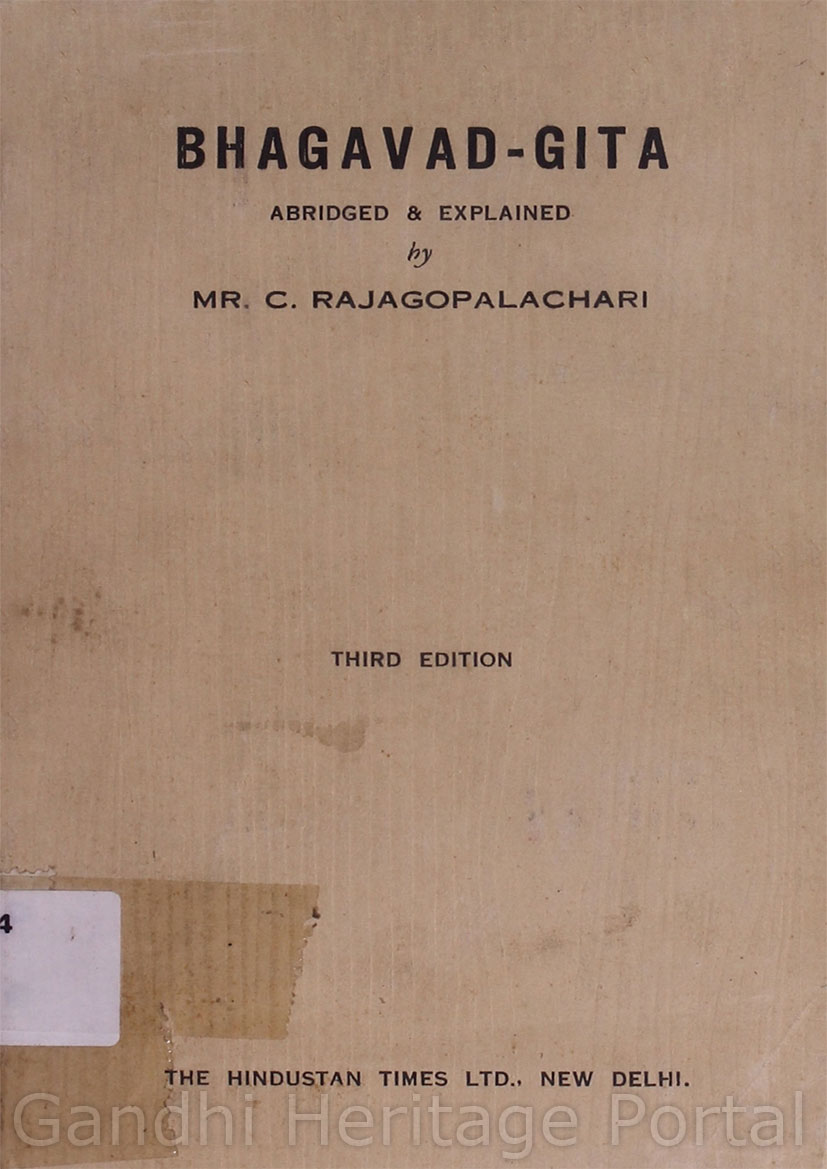 BHAGAVAD-GITA
ABRIDGED & EXPLAINED
by
MR. C. RAJAGOPALACHARI
THIRD EDITION
4
THE HINDUSTAN TIMES LTD., NEW DELHI.
Gandhi Heritage Portal